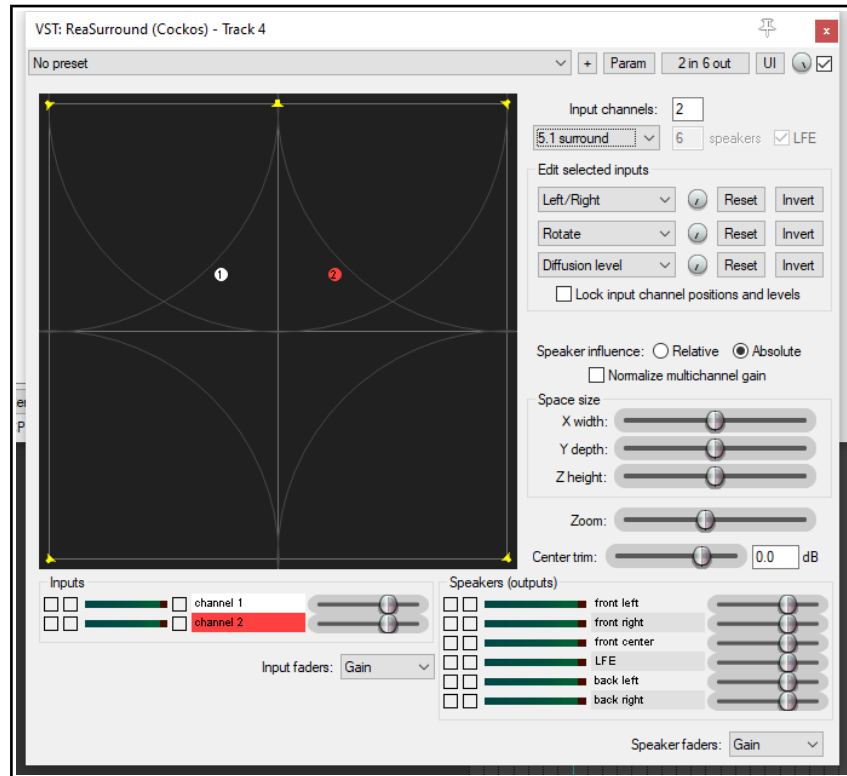 VST: ReaSurround (Cockos) - Track 4
x
No preset
+ Param 2 in 6 out UI
Input channels: 2
5.1 surround 6 speakers LFE
Edit selected inputs
Left/Right Reset Invert
Rotate Reset Invert
Diffusion level Reset Invert
Lock input channel positions and levels
1 2
Speaker influence: Relative Absolute
Normalize multichannel gain
Space size
X width:
Y depth:
Z height:
Zoom:
Center trim: 0.0 dB
Inputs
channel 1
channel 2
Input faders: Gain
Speakers (outputs)
front left
front right
front center
LFE
back left
back right
Speaker faders: Gain